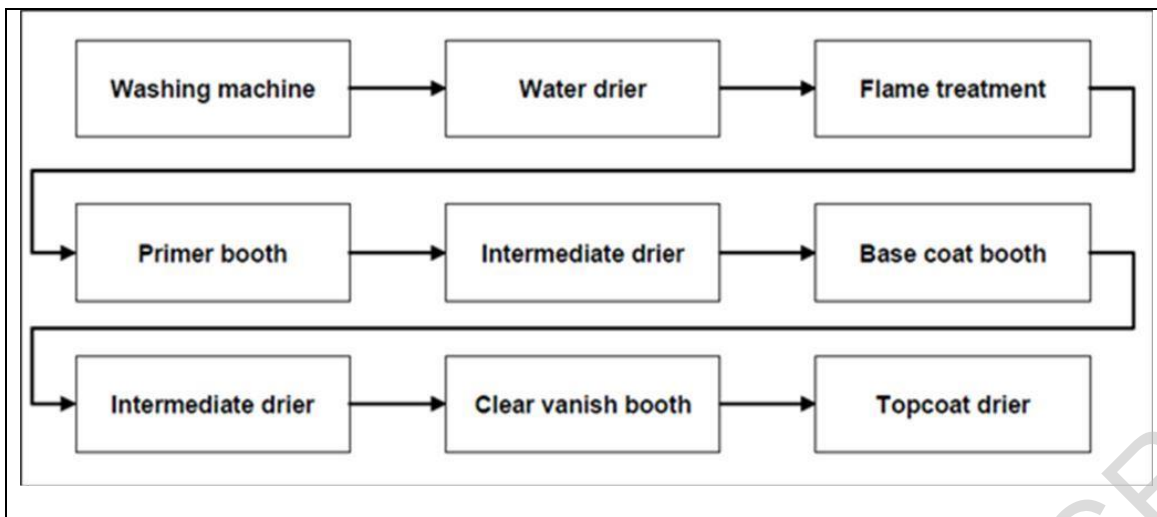 Washing machine
Water drier
Flame treatment
Primer booth
Intermediate drier
Base coat booth
Intermediate drier
Clear vanish booth
Topcoat drier